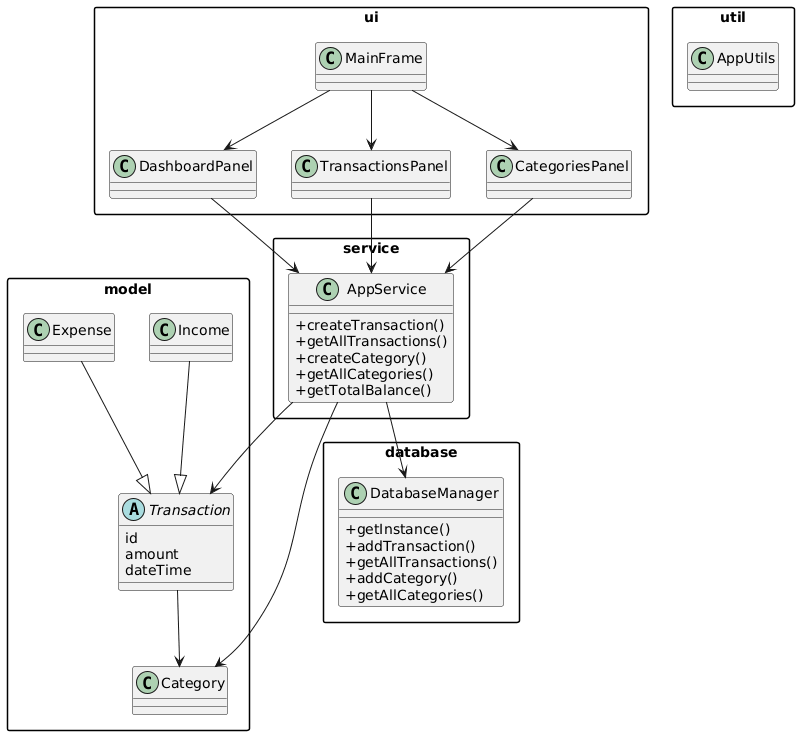 ui
util
C MainFrame
C AppUtils
C DashboardPanel
C TransactionsPanel
C CategoriesPanel
service
C AppService
+createTransaction()
+getAllTransactions()
+createCategory()
+getAllCategories()
+getTotalBalance()
model
C Expense
C Income
A Transaction
id
amount
dateTime
database
C DatabaseManager
+getInstance()
+addTransaction()
+getAllTransactions()
+addCategory()
+getAllCategories()
C Category